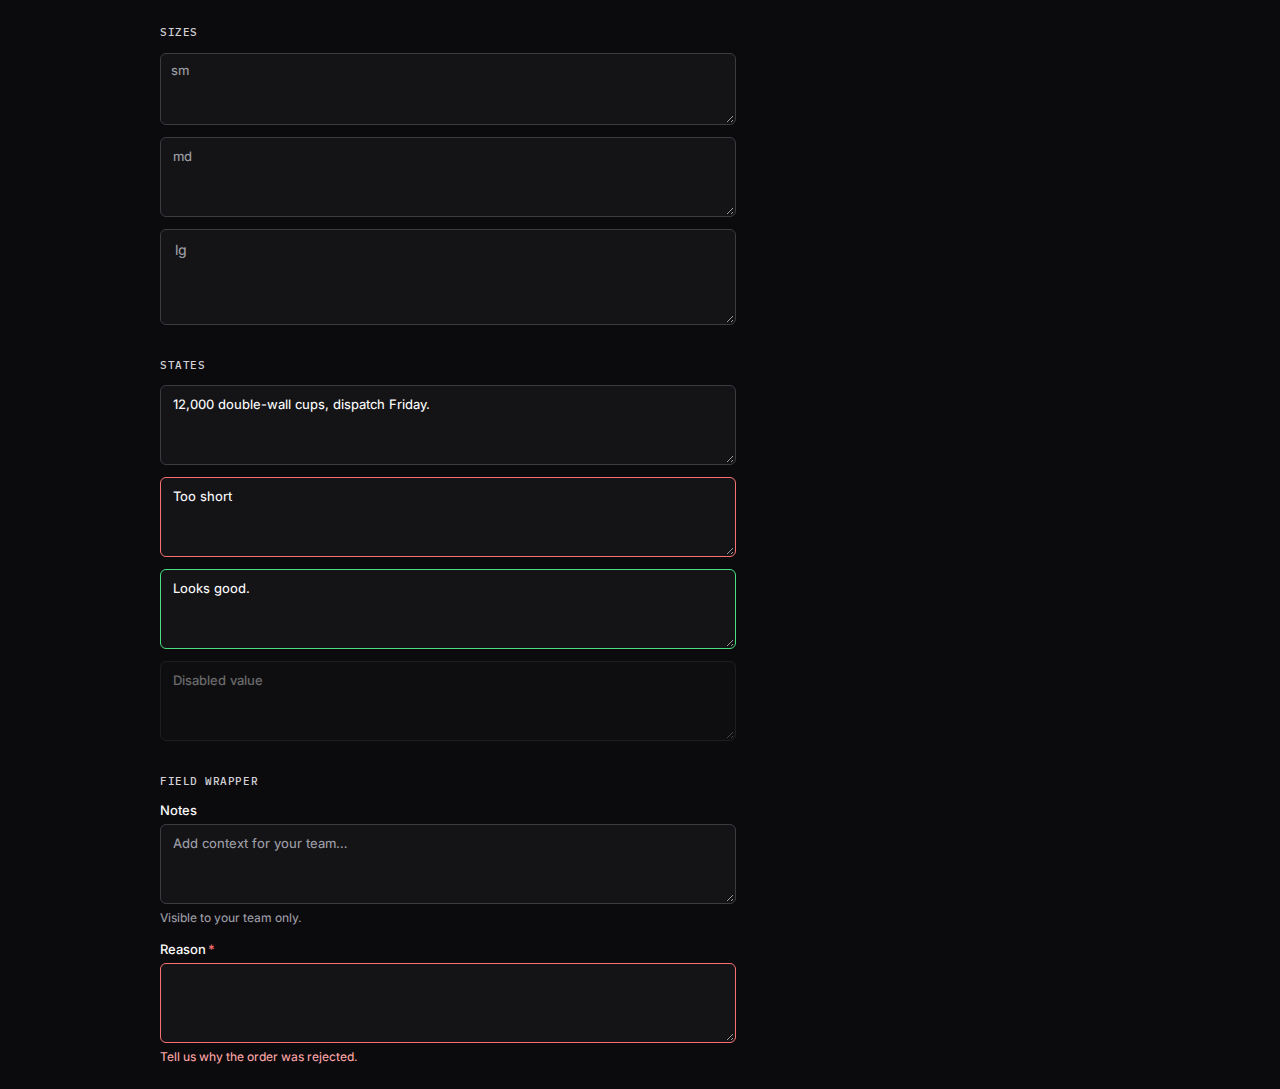 SIZES
sm
md
lg
STATES
12,000 double-wall cups, dispatch Friday.
Too short
Looks good.
Disabled value
FIELD WRAPPER
Notes
Add context for your team...
Visible to your team only.
Reason *
Tell us why the order was rejected.